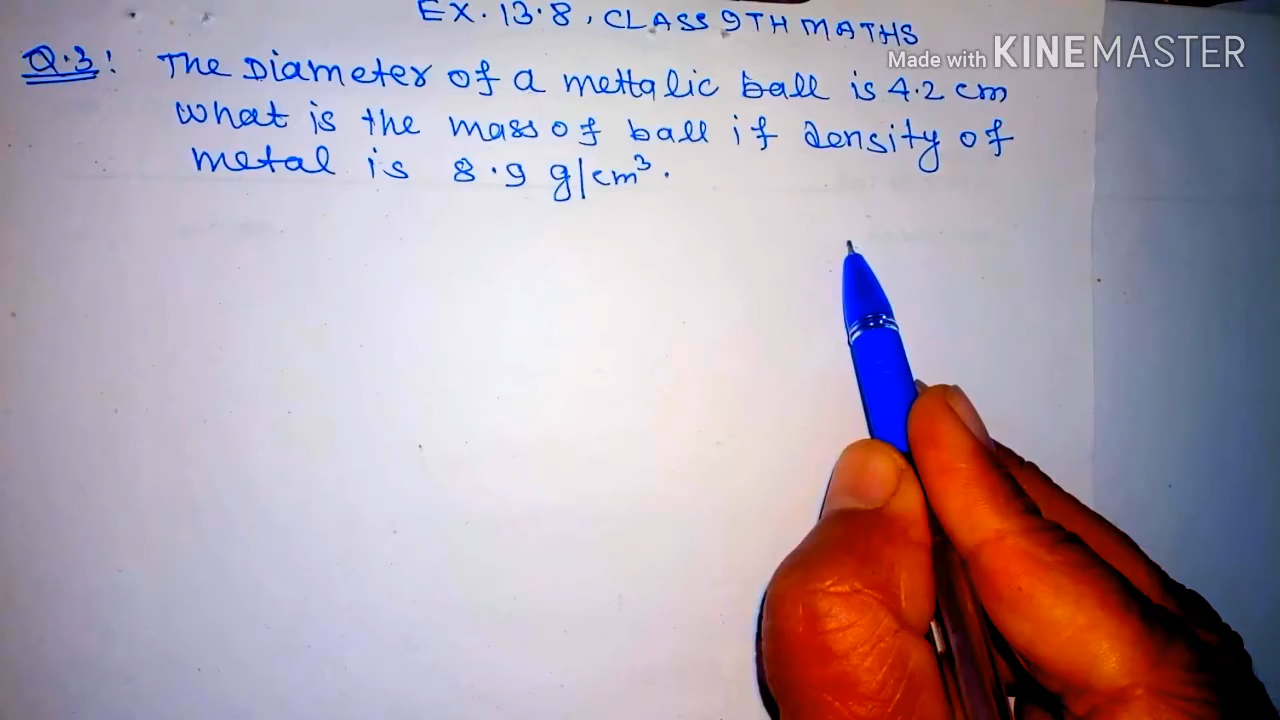 EX. 13.8, CLASS 9TH MATHS
Made with KINEMASTER
Q.3: The Diameter of a mettalic ball is 4.2 cm
what is the mass of ball if density of
metal is 8.9 g/cm³.